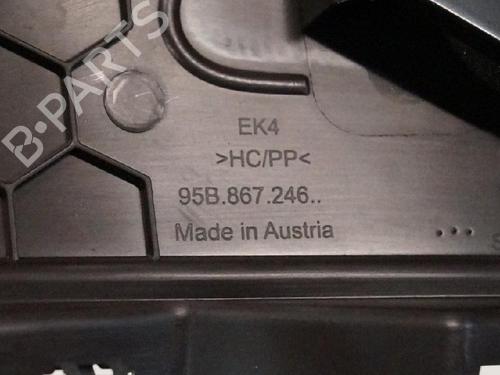 B-PARTS
EK4
>HC/PP<
95B.867.246..
Made in Austria